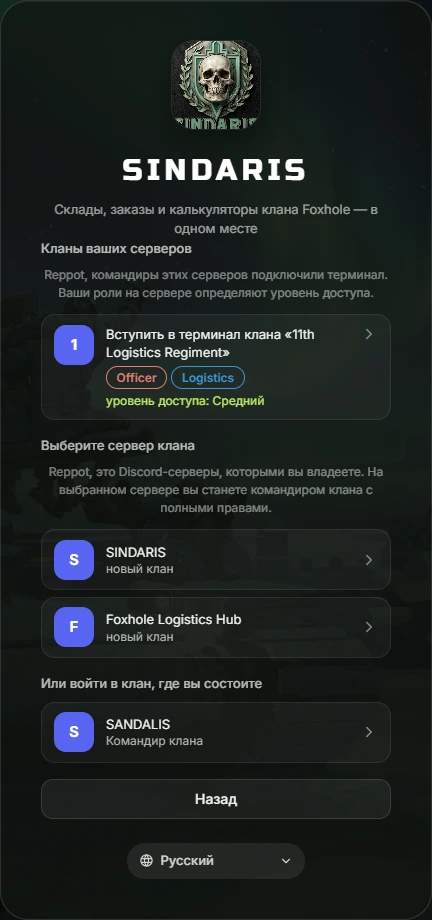 SINDARIS
SINDARIS
Склады, заказы и калькуляторы клана Foxhole — в
одном месте
Кланы ваших серверов
Reppot, командиры этих серверов подключили терминал.
Ваши роли на сервере определяют уровень доступа.
1
Вступить в терминал клана «11th
Logistics Regiment»
Officer Logistics
уровень доступа: Средний
Выберите сервер клана
Reppot, это Discord-серверы, которыми вы владеете. На
выбранном сервере вы станете командиром клана с
полными правами.
S
SINDARIS
новый клан
F
Foxhole Logistics Hub
новый клан
Или войти в клан, где вы состоите
S
SANDALIS
Командир клана
Назад
Русский